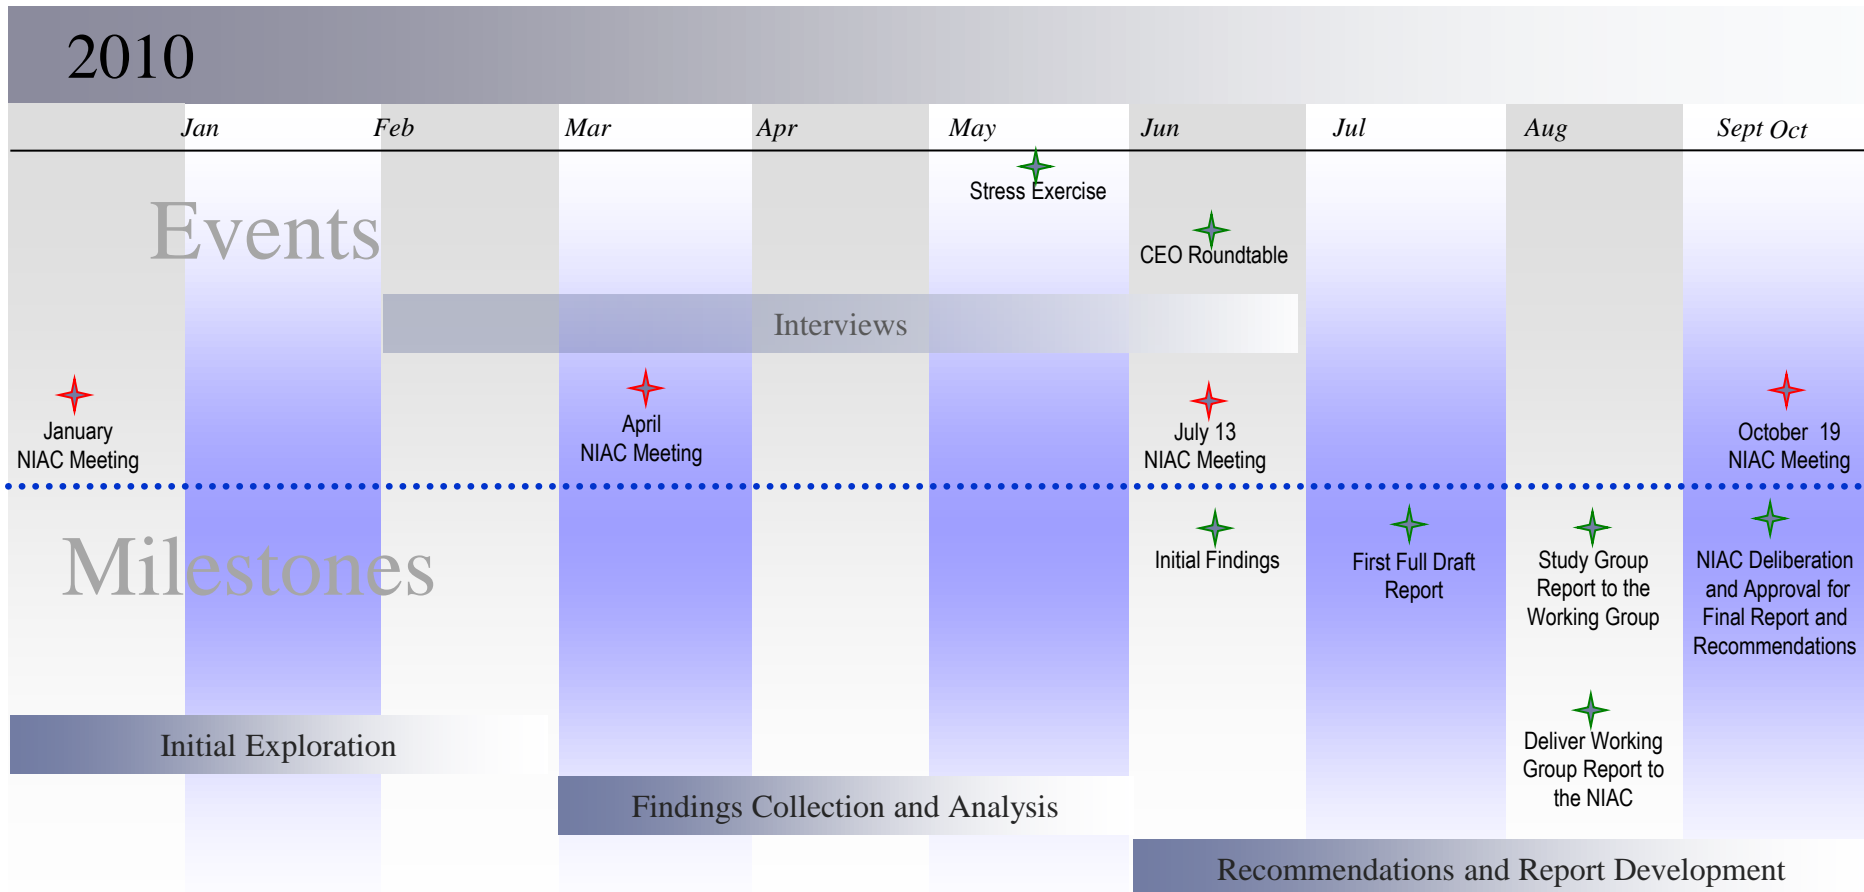 2010
Jan Feb Mar Apr May Jun Jul Aug Sept Oct
Stress Exercise
Events
CEO Roundtable
Interviews
January
NIAC Meeting
April
NIAC Meeting
July 13
NIAC Meeting
October 19
NIAC Meeting
Milestones
Initial Findings
First Full Draft
Report
Study Group
Report to the
Working Group
NIAC Deliberation
and Approval for
Final Report and
Recommendations
Deliver Working
Group Report to
the NIAC
Initial Exploration
Findings Collection and Analysis
Recommendations and Report Development